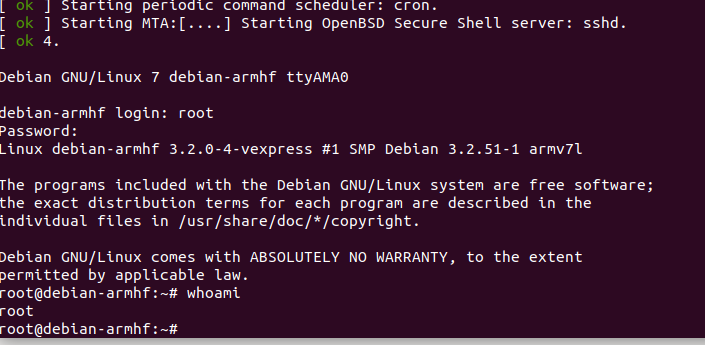 [ ok ] Starting periodic command scheduler: cron.
[ ok ] Starting MTA:[....] Starting OpenBSD Secure Shell server: sshd.
[ ok 4.
Debian GNU/Linux 7 debian-armhf ttyAMA0
debian-armhf login: root
Password:
Linux debian-armhf 3.2.0-4-vexpress #1 SMP Debian 3.2.51-1 armv7l
The programs included with the Debian GNU/Linux system are free software;
the exact distribution terms for each program are described in the
individual files in /usr/share/doc/*/copyright.
Debian GNU/Linux comes with ABSOLUTELY NO WARRANTY, to the extent
permitted by applicable law.
root@debian-armhf:~# whoami
root
root@debian-armhf:~#